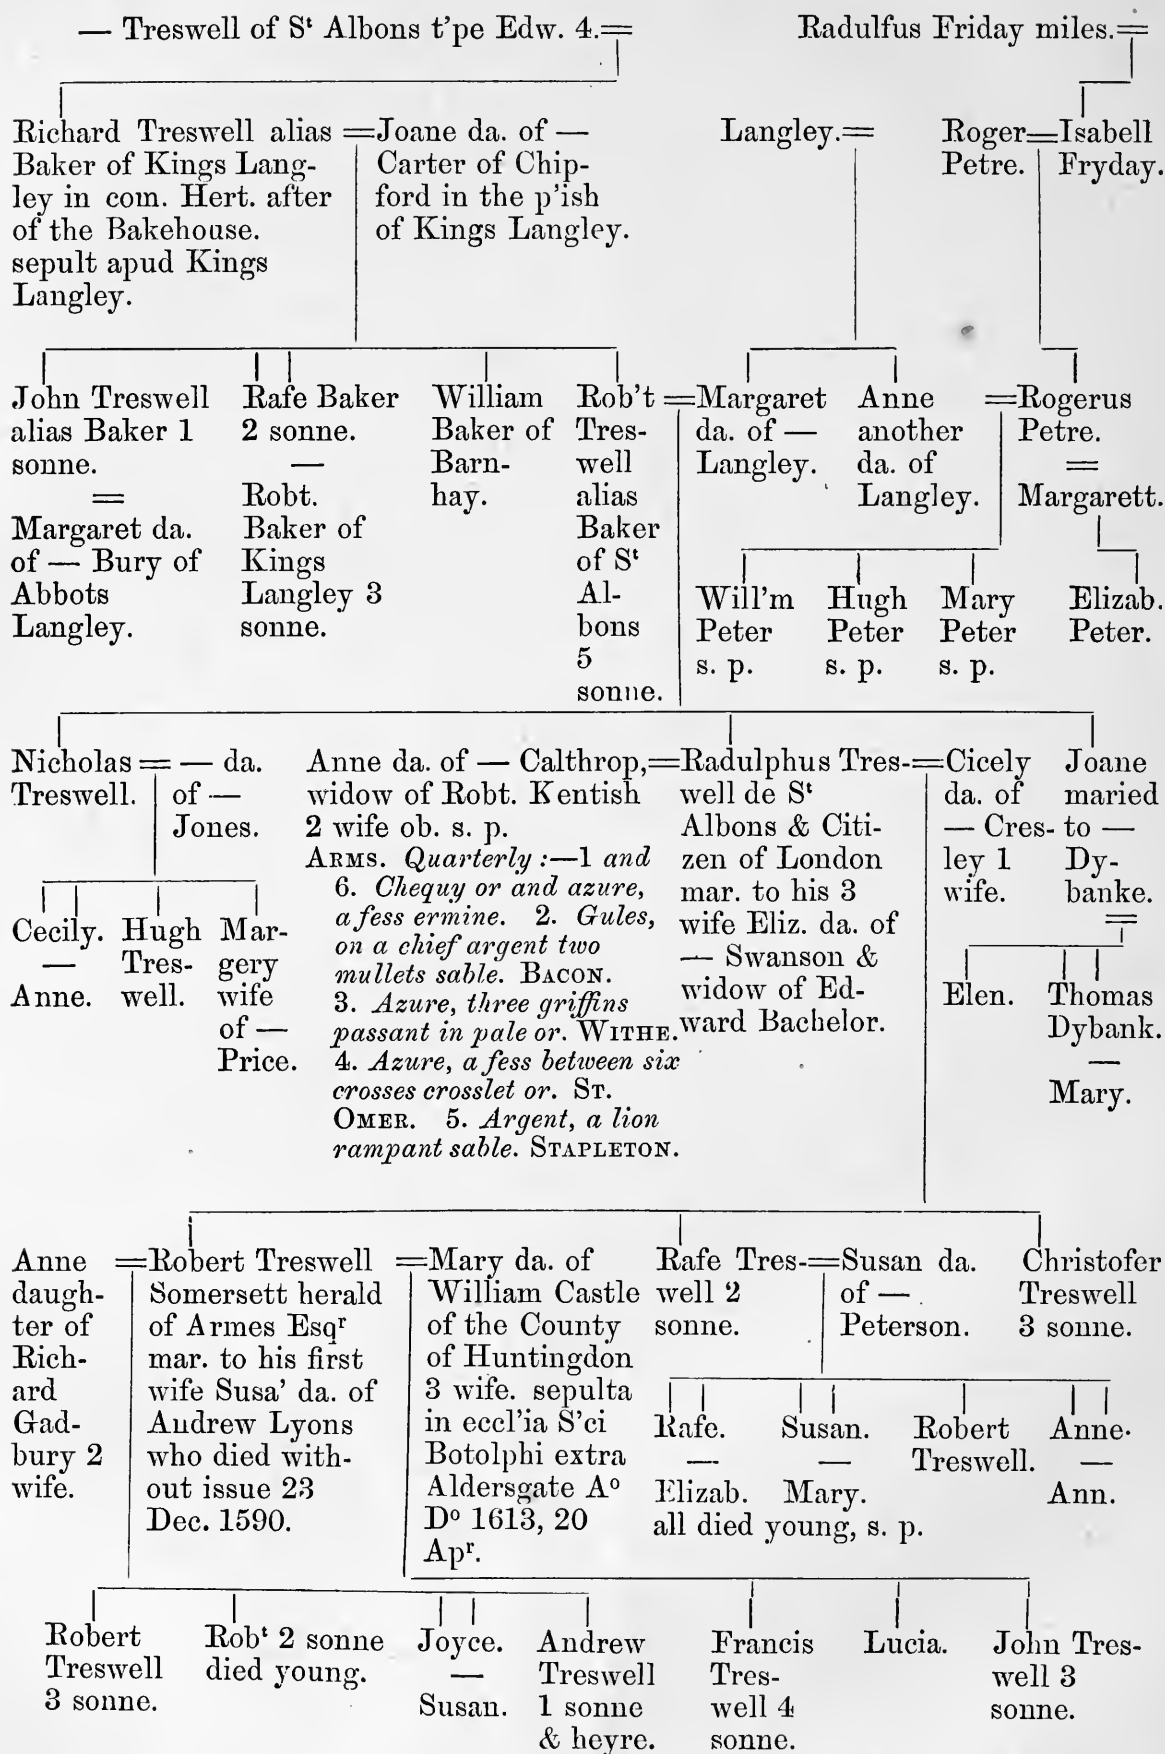 — Treswell of Sᵗ Albons t'pe Edw. 4.=
Radulfus Friday miles.=
Richard Treswell alias
Baker of Kings Lang-
ley in com. Hert. after
of the Bakehouse.
sepult apud Kings
Langley.
=Joane da. of —
Carter of Chip-
ford in the p'ish
of Kings Langley.
Langley.=
Roger=Isabell
Petre. Fryday.
John Treswell
alias Baker 1
sonne.
=
Margaret da.
of — Bury of
Abbots
Langley.
Rafe Baker
2 sonne.
—
Robt.
Baker of
Kings
Langley 3
sonne.
William
Baker of
Barn-
hay.
Rob't
Tres-
well
alias
Baker
of Sᵗ
Al-
bons
5
sonne.
=Margaret
da. of —
Langley.
Anne
another
da. of
Langley.
=Rogerus
Petre.
=
Margarett.
Will'm
Peter
s. p.
Hugh
Peter
s. p.
Mary
Peter
s. p.
Elizab.
Peter.
Nicholas
Treswell.
= — da.
of —
Jones.
Anne da. of — Calthrop,
widow of Robt. Kentish
2 wife ob. s. p.
ARMS. Quarterly :—1 and
6. Chequy or and azure,
a fess ermine. 2. Gules,
on a chief argent two
mullets sable. BACON.
3. Azure, three griffins
passant in pale or. WITHE.
4. Azure, a fess between six
crosses crosslet or. ST.
OMER. 5. Argent, a lion
rampant sable. STAPLETON.
=Radulphus Tres-
well de Sᵗ
Albons & Citi-
zen of London
mar. to his 3
wife Eliz. da. of
— Swanson &
widow of Ed-
ward Bachelor.
=Cicely
da. of
— Cres-
ley 1
wife.
Joane
maried
to —
Dy-
banke.
=
Cecily.
—
Anne.
Hugh
Tres-
well.
Mar-
gery
wife
of —
Price.
Elen.
Thomas
Dybank.
—
Mary.
Anne
daugh-
ter of
Rich-
ard
Gad-
bury 2
wife.
=Robert Treswell
Somersett herald
of Armes Esqʳ
mar. to his first
wife Susa' da. of
Andrew Lyons
who died with-
out issue 23
Dec. 1590.
=Mary da. of
William Castle
of the County
of Huntingdon
3 wife. sepulta
in eccl'ia S'ci
Botolphi extra
Aldersgate Aº
Dº 1613, 20
Apʳ.
Rafe Tres-
well 2
sonne.
=Susan da.
of —
Peterson.
Christofer
Treswell
3 sonne.
Rafe.
—
Elizab.
Susan.
—
Mary.
Robert
Treswell.
Anne.
—
Ann.
all died young, s. p.
Robert
Treswell
3 sonne.
Robᵗ 2 sonne
died young.
Joyce.
—
Susan.
Andrew
Treswell
1 sonne
& heyre.
Francis
Tres-
well 4
sonne.
Lucia.
John Tres-
well 3
sonne.